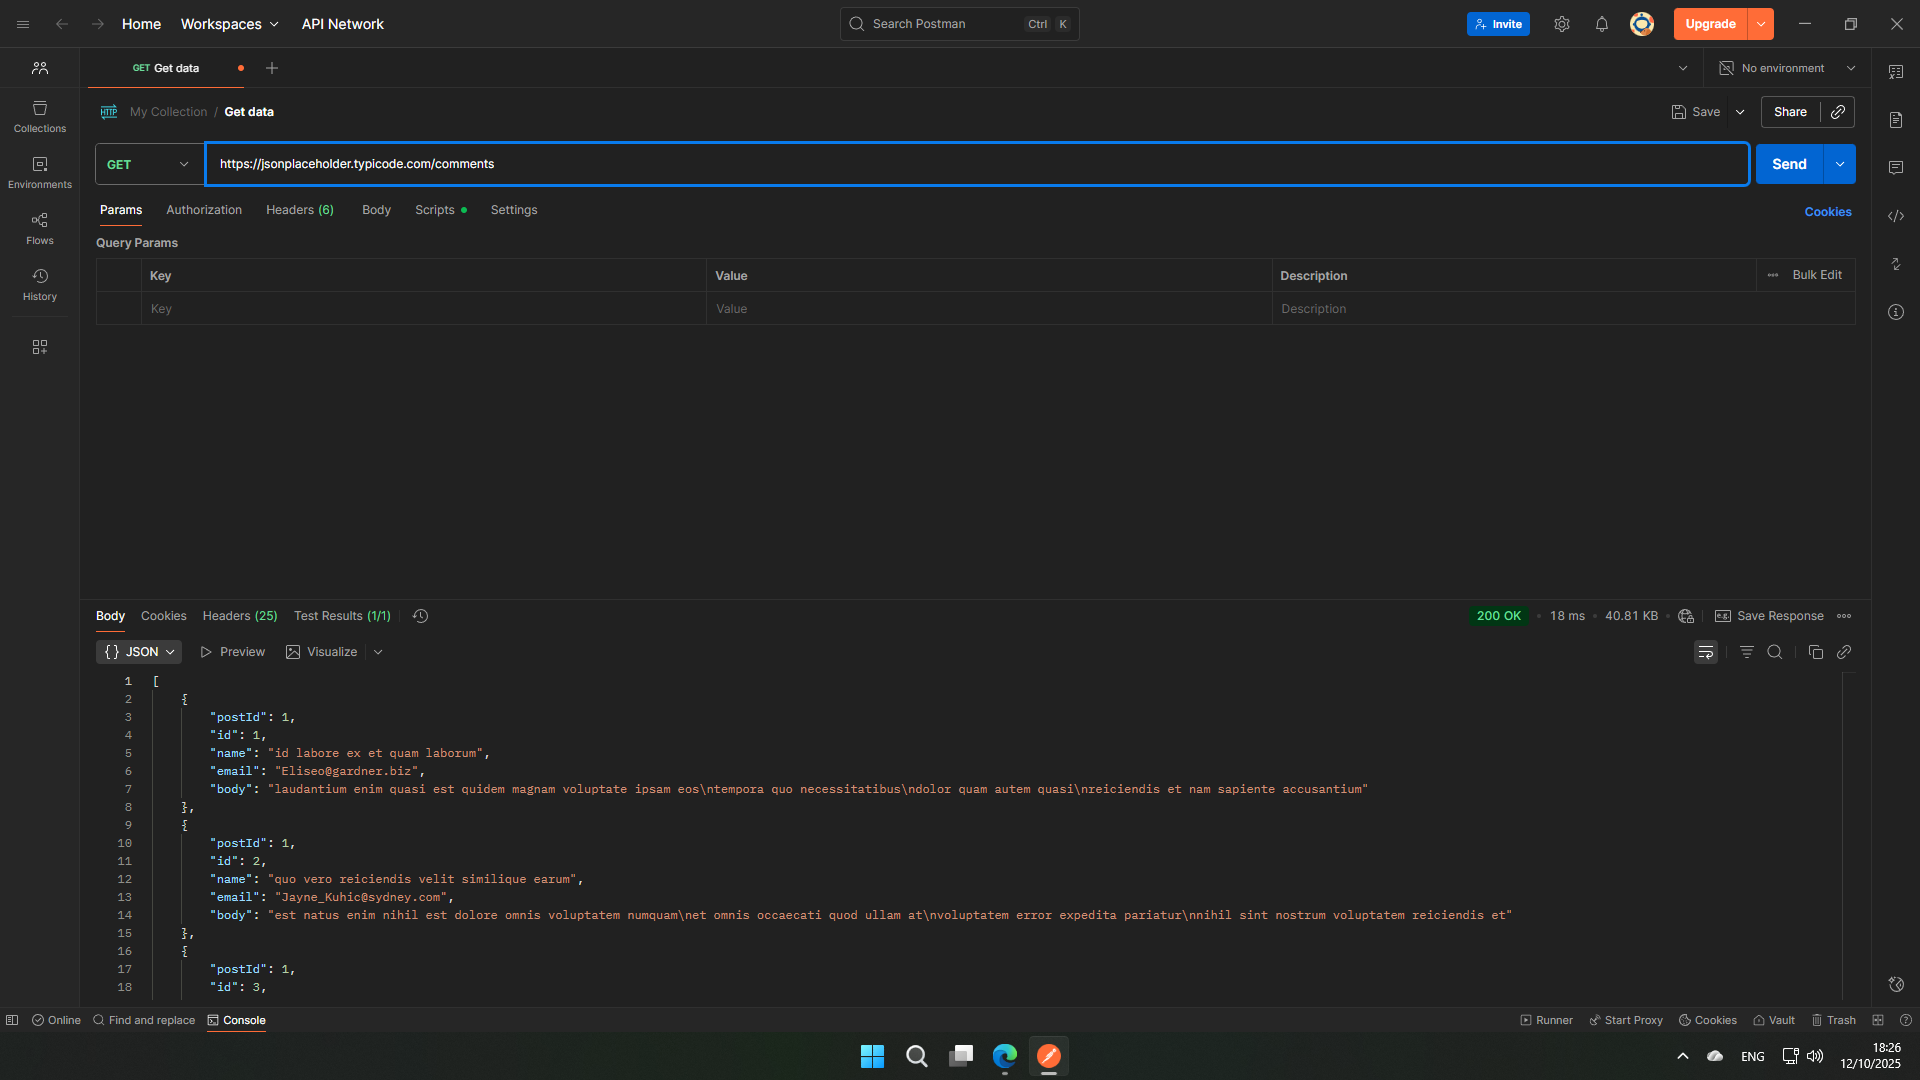 Home Workspaces API Network Search Postman Ctrl K Invite Upgrade
GET Get data No environment
HTTP My Collection / Get data Save Share
GET https://jsonplaceholder.typicode.com/comments Send
Params Authorization Headers (6) Body Scripts Settings Cookies
Query Params
Key Value Description Bulk Edit
Key Value Description
Collections
Environments
Flows
History
Body Cookies Headers (25) Test Results (1/1) 200 OK 18 ms 40.81 KB e.g. Save Response
{} JSON Preview Visualize
1 [
2 {
3 "postId": 1,
4 "id": 1,
5 "name": "id labore ex et quam laborum",
6 "email": "Eliseo@gardner.biz",
7 "body": "laudantium enim quasi est quidem magnam voluptate ipsam eos\ntempora quo necessitatibus\ndolor quam autem quasi\nreiciendis et nam sapiente accusantium"
8 },
9 {
10 "postId": 1,
11 "id": 2,
12 "name": "quo vero reiciendis velit similique earum",
13 "email": "Jayne_Kuhic@sydney.com",
14 "body": "est natus enim nihil est dolore omnis voluptatem numquam\net omnis occaecati quod ullam at\nvoluptatem error expedita pariatur\nnihil sint nostrum voluptatem reiciendis et"
15 },
16 {
17 "postId": 1,
18 "id": 3,
Online Find and replace Console Runner Start Proxy Cookies Vault Trash
ENG 18:26
12/10/2025